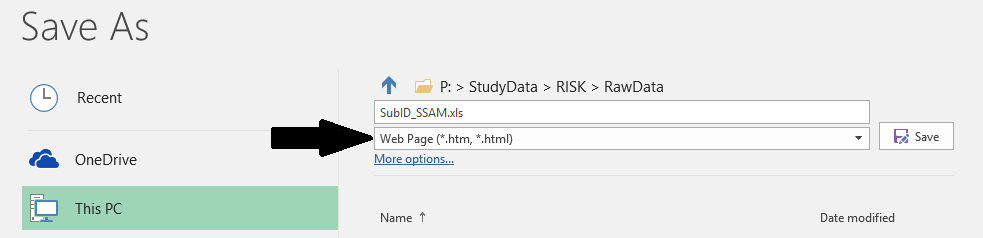 Save As
Recent
OneDrive
This PC
P: > StudyData > RISK > RawData
SubID_SSAM.xls
Web Page (*.htm, *.html)
Save
More options...
Name ↑
Date modified